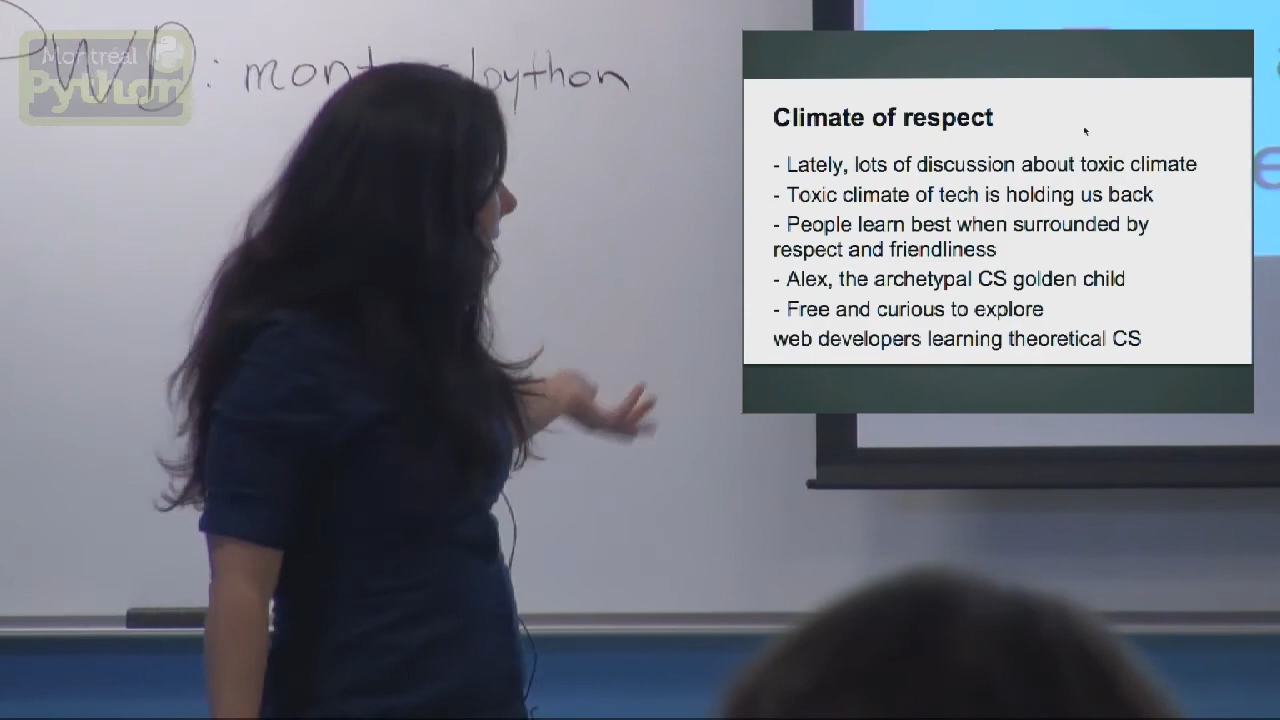 Montréal
Python
PWD: mont python
Climate of respect
- Lately, lots of discussion about toxic climate
- Toxic climate of tech is holding us back
- People learn best when surrounded by
respect and friendliness
- Alex, the archetypal CS golden child
- Free and curious to explore
web developers learning theoretical CS